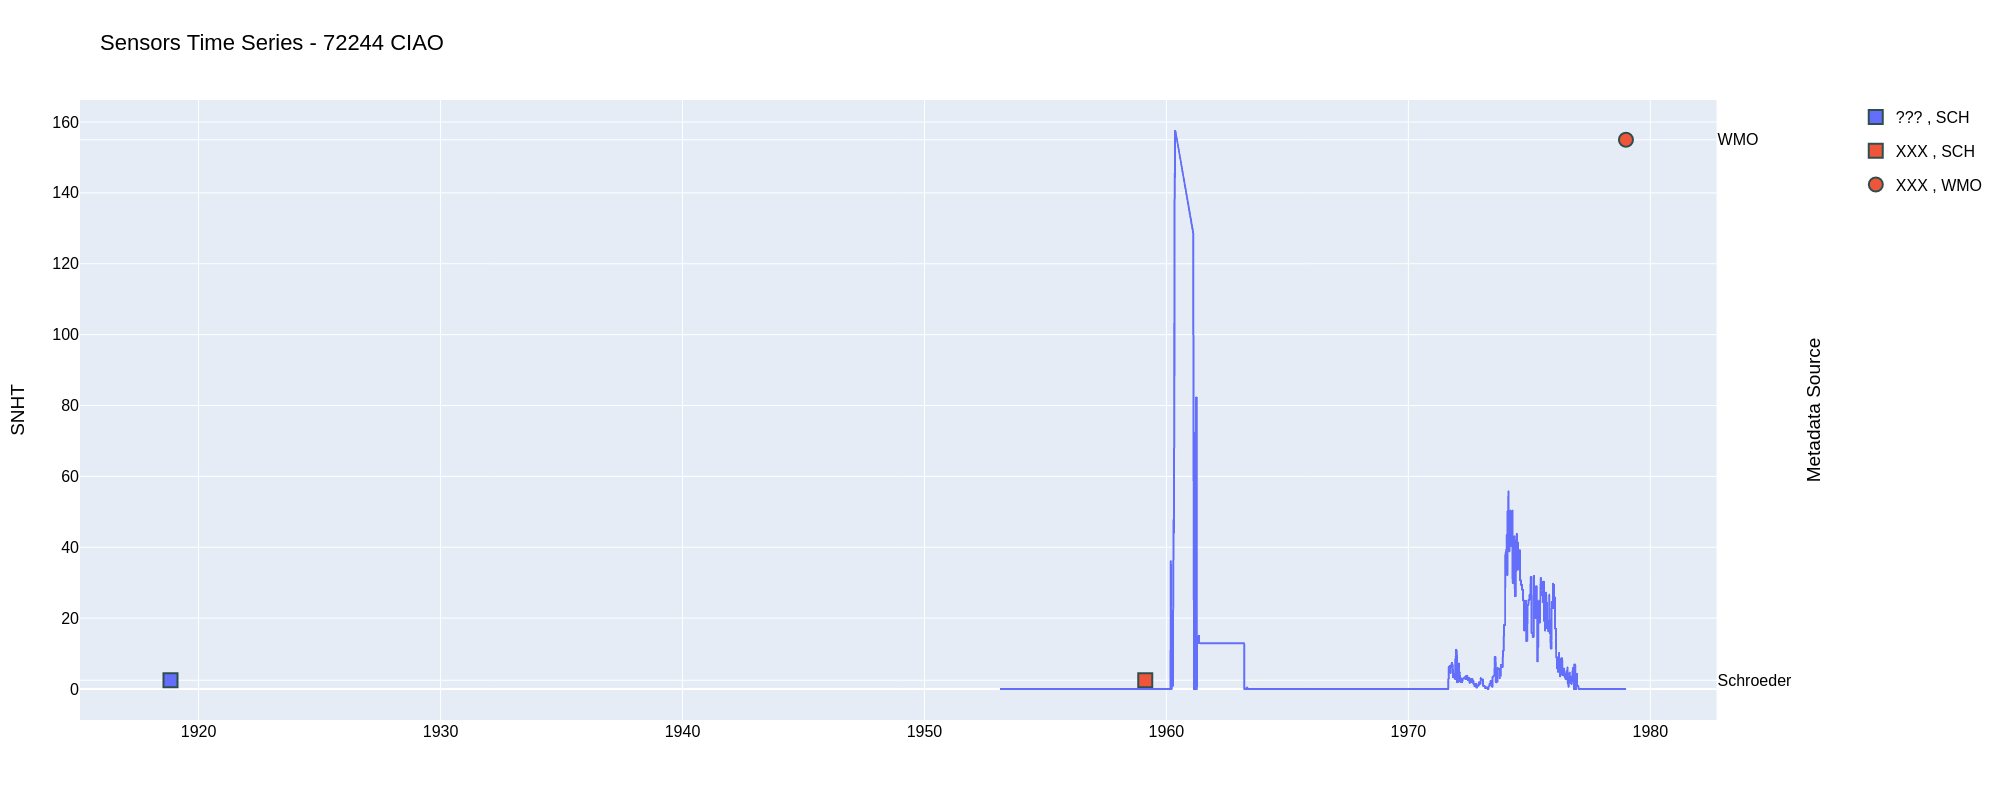 Sensors Time Series - 72244 CIAO
??? , SCH
XXX , SCH
XXX , WMO
160
140
120
100
80
60
40
20
0
SNHT
WMO
Schroeder
Metadata Source
1920
1930
1940
1950
1960
1970
1980